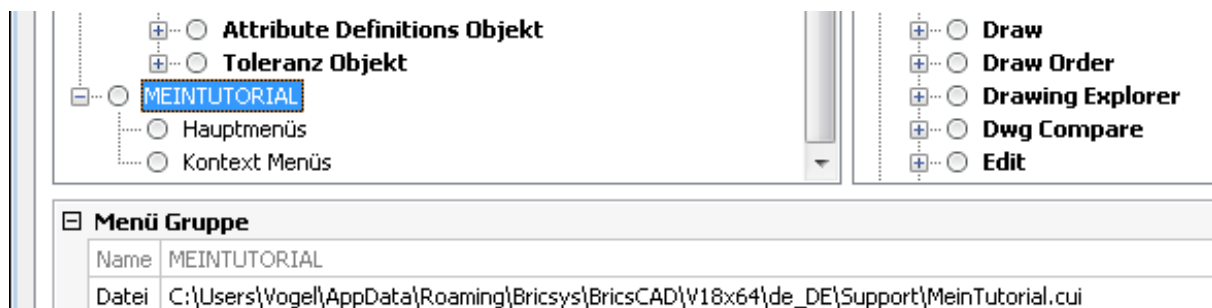 Attribute Definitions Objekt
Toleranz Objekt
MEINTUTORIAL
Hauptmenüs
Kontext Menüs
Draw
Draw Order
Drawing Explorer
Dwg Compare
Edit
Menü Gruppe
Name MEINTUTORIAL
Datei C:\Users\Vogel\AppData\Roaming\Bricsys\BricsCAD\V18x64\de_DE\Support\MeinTutorial.cui